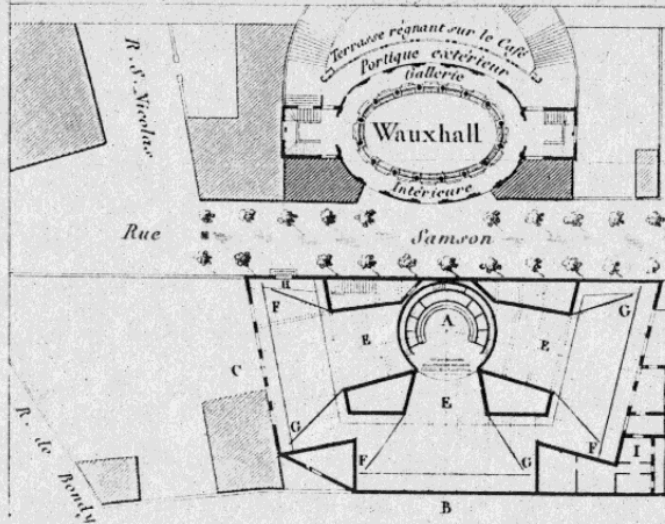 Terrasse régnant sur le Café
Portique extérieur
Gallerie
Wauxhall
Intérieure
R. S. Nicolas
Rue Samson
H
F
G
A
E
E
C
E
G
F
G
F
I
B
R. de Bondy